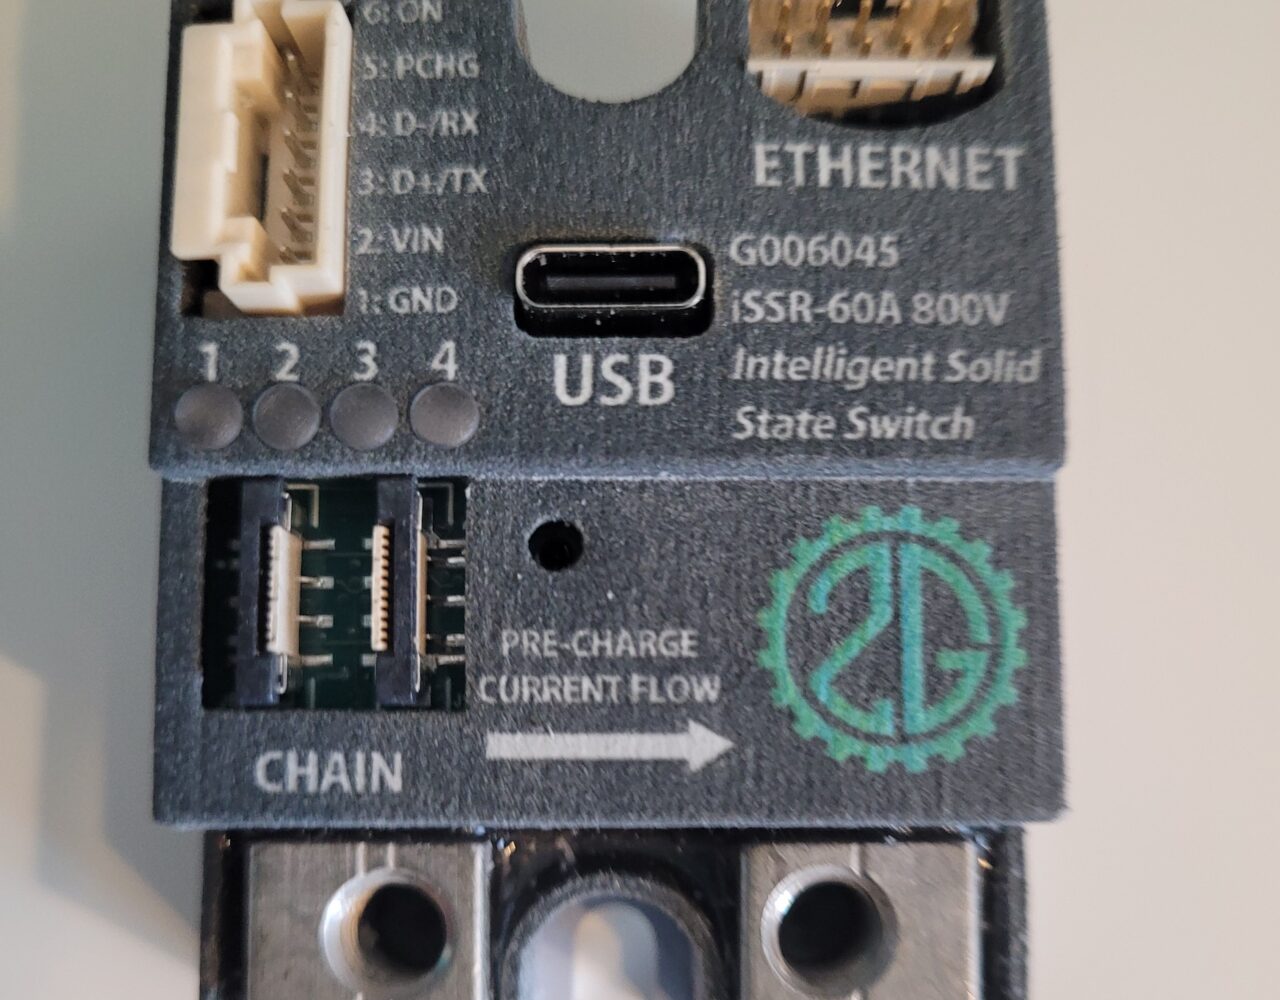 6: ON
5: PCHG
4: D-/RX
3: D+/TX
2: VIN
1: GND
1 2 3 4
USB
ETHERNET
G006045
iSSR-60A 800V
Intelligent Solid
State Switch
CHAIN
PRE-CHARGE
CURRENT FLOW
2G